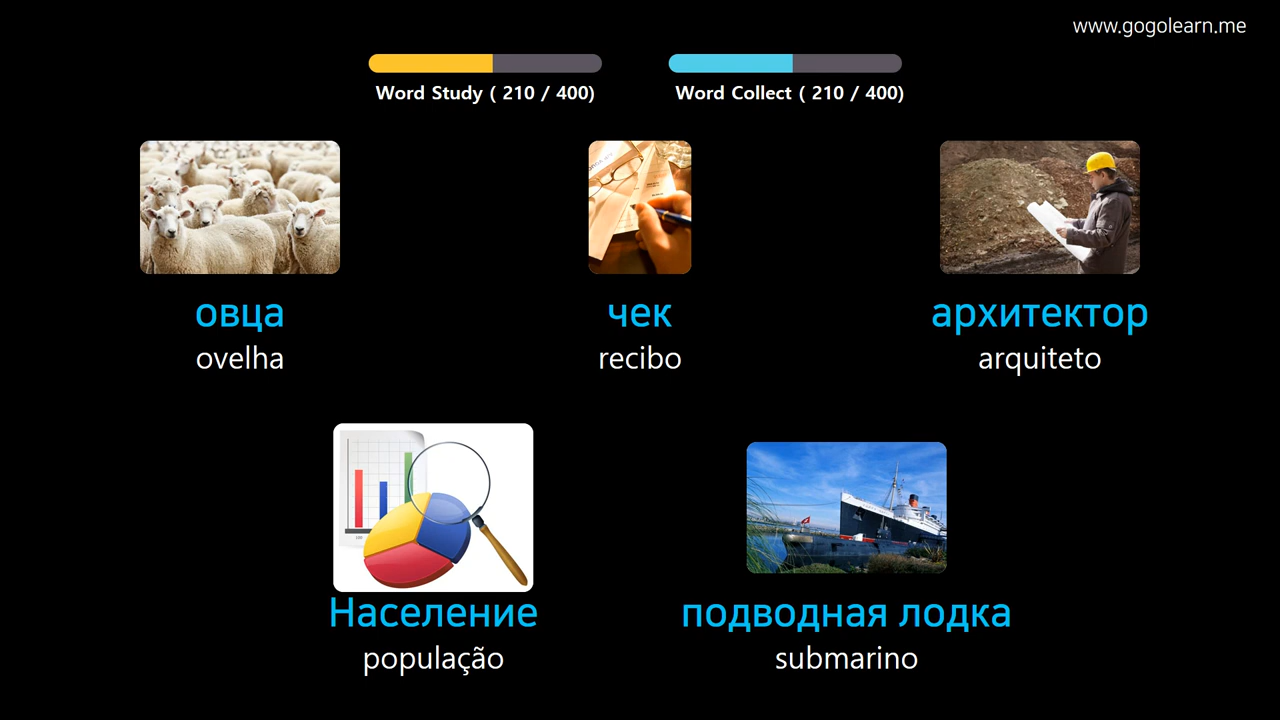 www.gogolearn.me
Word Study ( 210 / 400)
Word Collect ( 210 / 400)
овца
чек
архитектор
ovelha
recibo
arquiteto
Население
подводная лодка
população
submarino